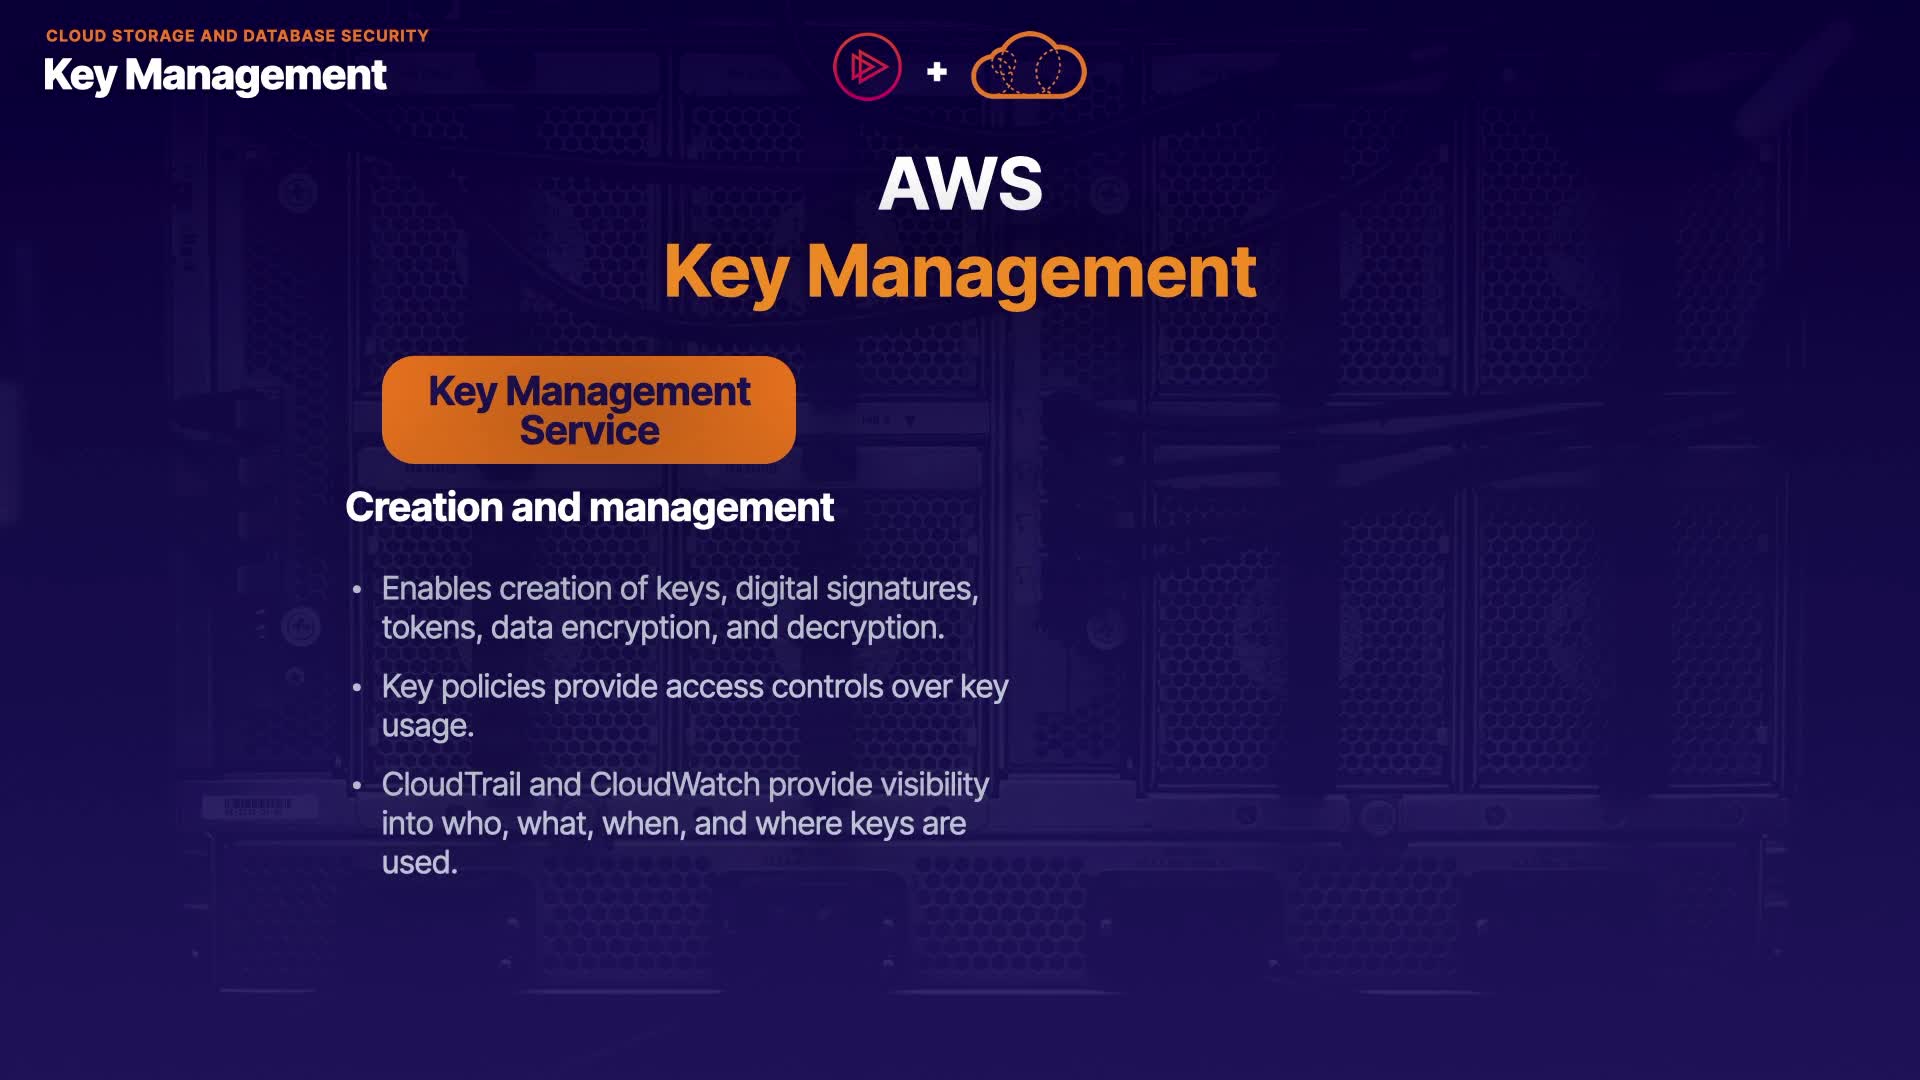 CLOUD STORAGE AND DATABASE SECURITY
Key Management
+
AWS
Key Management
Key Management
Service
Creation and management
• Enables creation of keys, digital signatures,
tokens, data encryption, and decryption.
• Key policies provide access controls over key
usage.
• CloudTrail and CloudWatch provide visibility
into who, what, when, and where keys are
used.